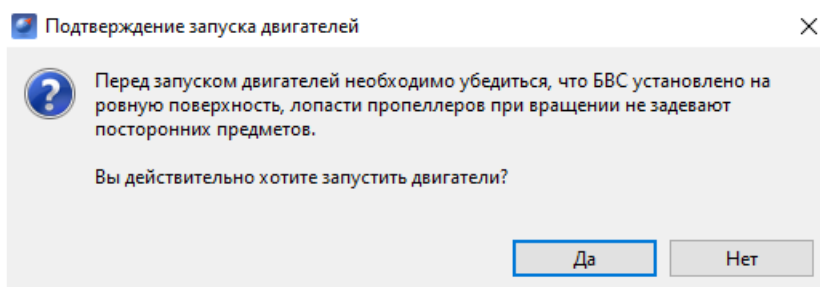 Подтверждение запуска двигателей
Перед запуском двигателей необходимо убедиться, что БВС установлено на
ровную поверхность, лопасти пропеллеров при вращении не задевают
посторонних предметов.
Вы действительно хотите запустить двигатели?
Да
Нет